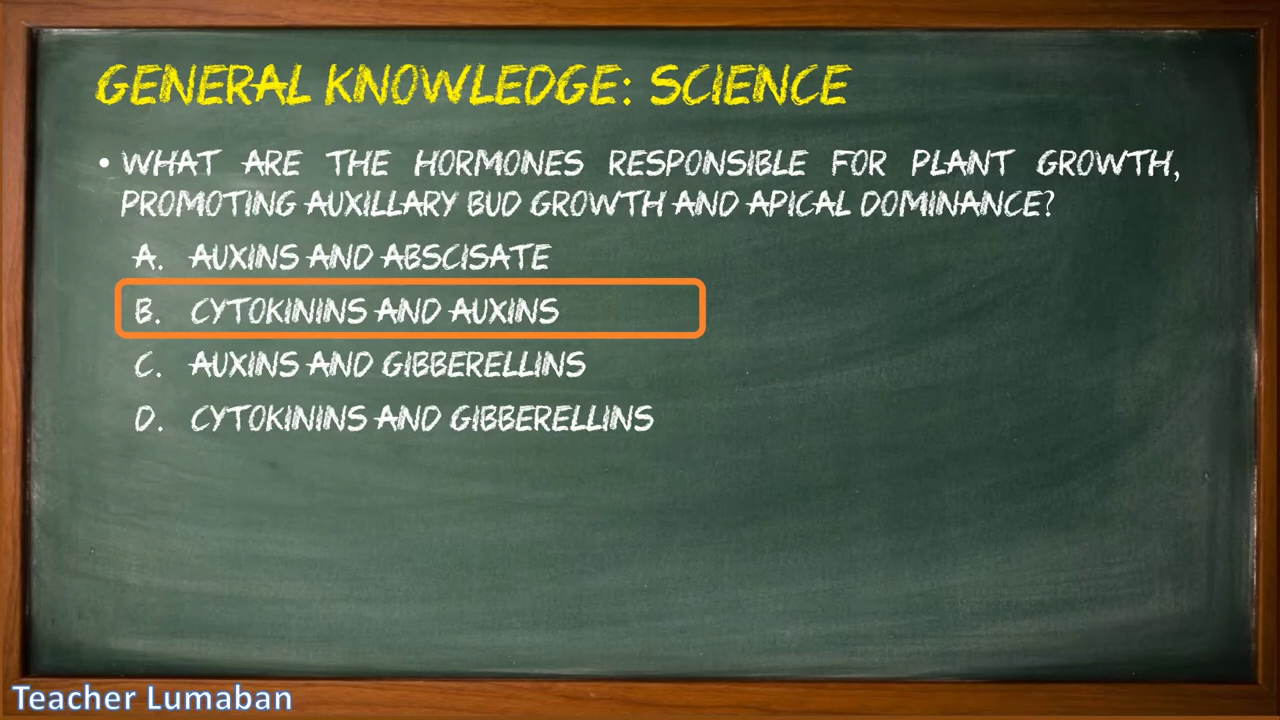 GENERAL KNOWLEDGE: SCIENCE
• WHAT ARE THE HORMONES RESPONSIBLE FOR PLANT GROWTH,
PROMOTING AUXILLARY BUD GROWTH AND APICAL DOMINANCE?
A. AUXINS AND ABSCISATE
B. CYTOKININS AND AUXINS
C. AUXINS AND GIBBERELLINS
D. CYTOKININS AND GIBBERELLINS
Teacher Lumaban